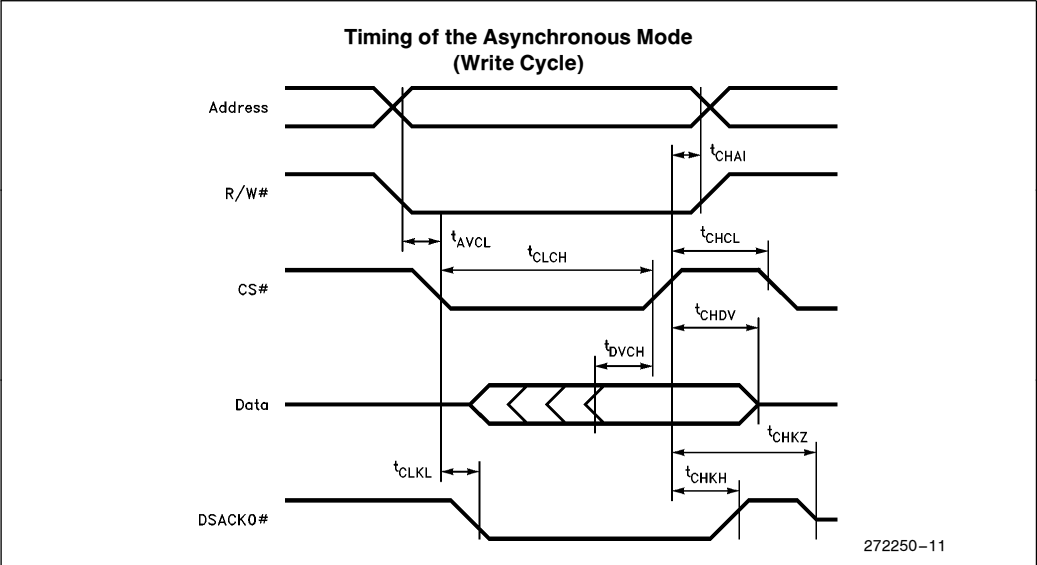 Timing of the Asynchronous Mode
(Write Cycle)
Address
tCHAI
R/W#
tAVCL
tCHCL
tCLCH
CS#
tCHDV
tDVCH
Data
tCHKZ
tCLKL
tCHKH
DSACK0#
272250–11